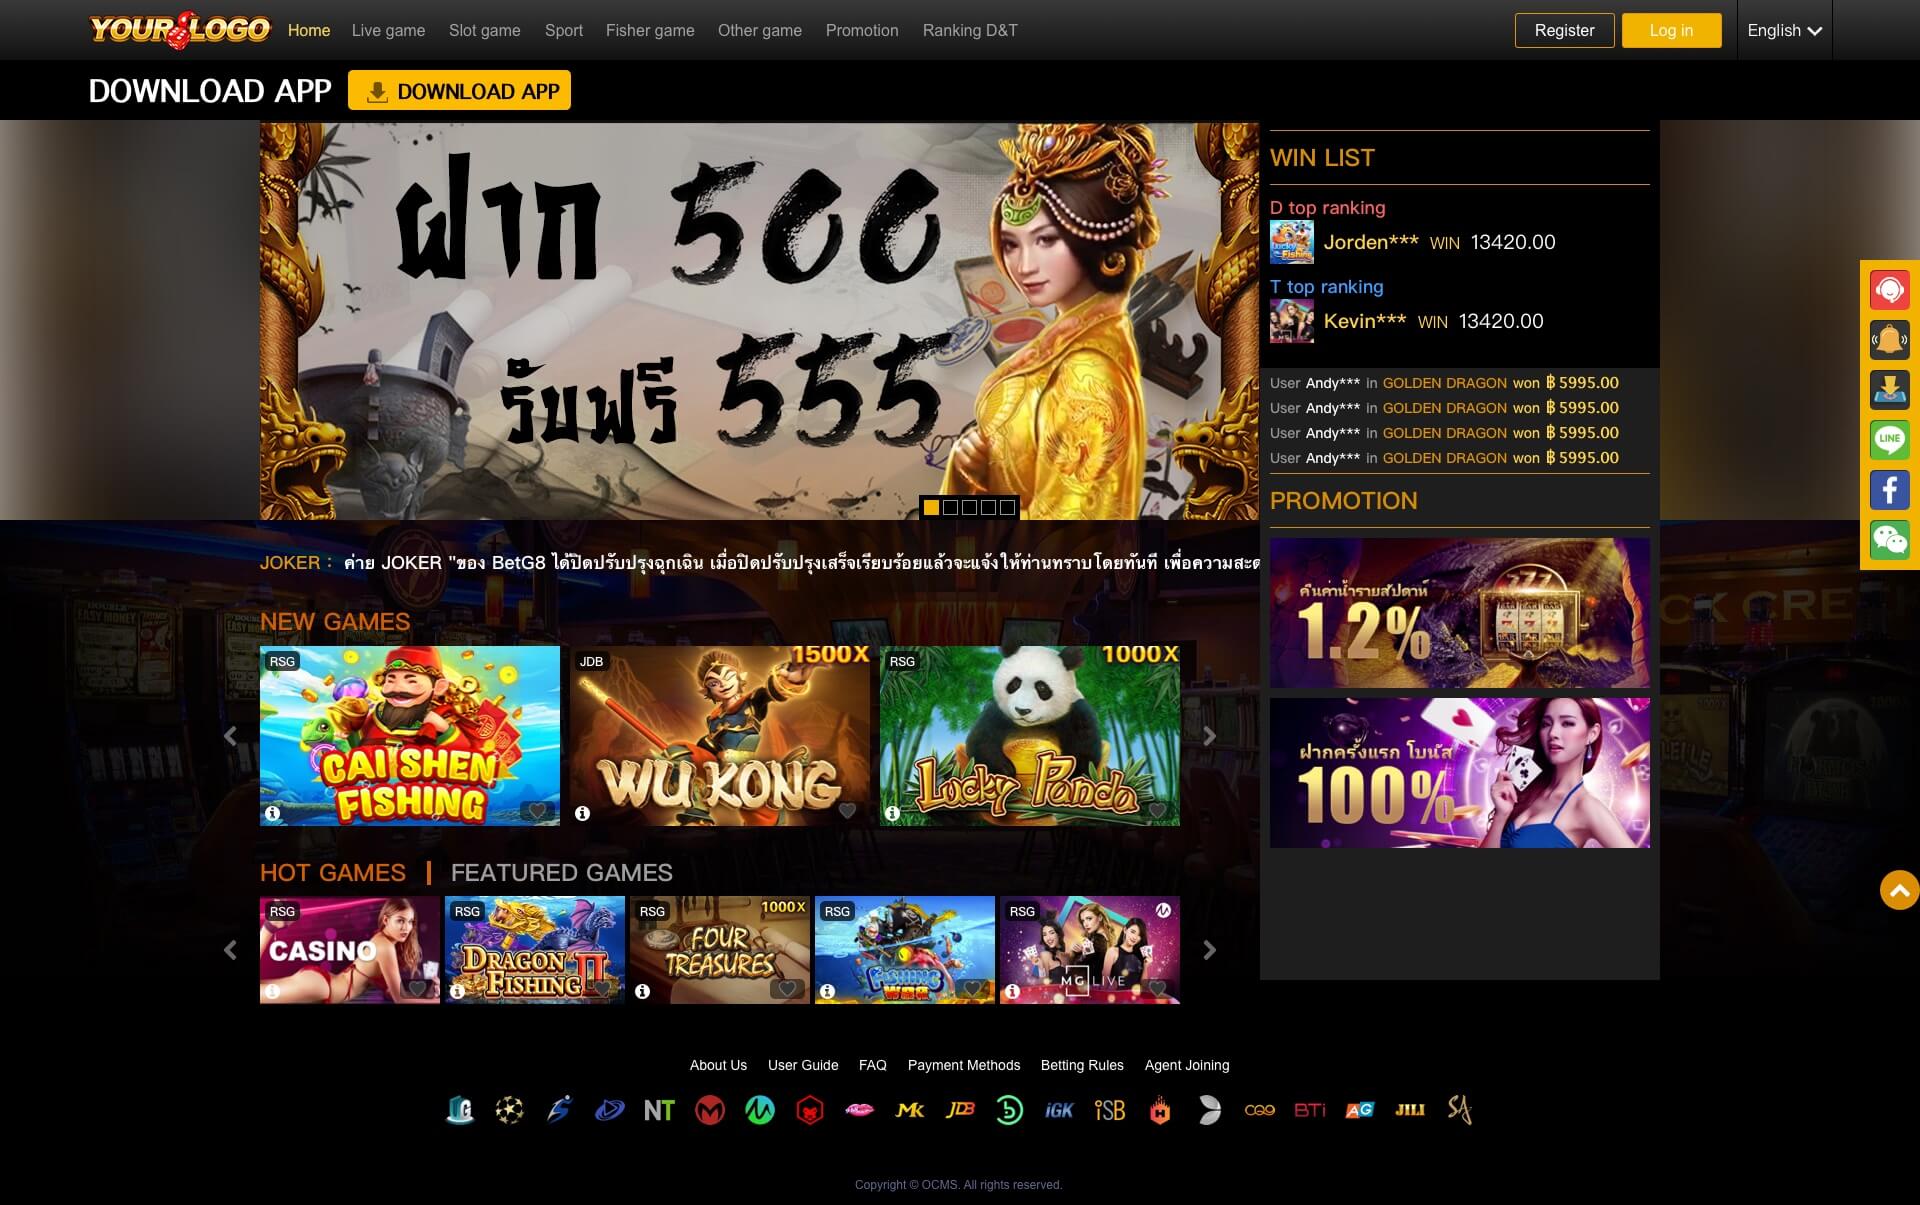 YOUR LOGO
Home Live game Slot game Sport Fisher game Other game Promotion Ranking D&T
Register Log in English
DOWNLOAD APP DOWNLOAD APP
ฝาก 500
รับฟรี 555
WIN LIST
D top ranking
Jorden*** WIN 13420.00
T top ranking
Kevin*** WIN 13420.00
User Andy*** in GOLDEN DRAGON won ฿ 5995.00
User Andy*** in GOLDEN DRAGON won ฿ 5995.00
User Andy*** in GOLDEN DRAGON won ฿ 5995.00
User Andy*** in GOLDEN DRAGON won ฿ 5995.00
LINE
PROMOTION
คืนค่าน้ำรายสัปดาห์
1.2%
777
ฝากครั้งแรก โบนัส
100%
JOKER : ค่าย JOKER "ของ BetG8 ได้ปิดปรับปรุงฉุกเฉิน เมื่อปิดปรับปรุงเสร็จเรียบร้อยแล้วจะแจ้งให้ท่านทราบโดยทันที เพื่อความสะด
NEW GAMES
RSG
CAI SHEN
FISHING
JDB
1500X
WU KONG
RSG
1000X
Lucky Panda
HOT GAMES FEATURED GAMES
RSG
CASINO
RSG
DRAGON
FISHING II
RSG
1000X
FOUR
TREASURES
RSG
FISHING
RSG
MG LIVE
About Us User Guide FAQ Payment Methods Betting Rules Agent Joining
NT MK JDB iGK iSB CQ9 BTi AG JILI SA
Copyright © OCMS. All rights reserved.